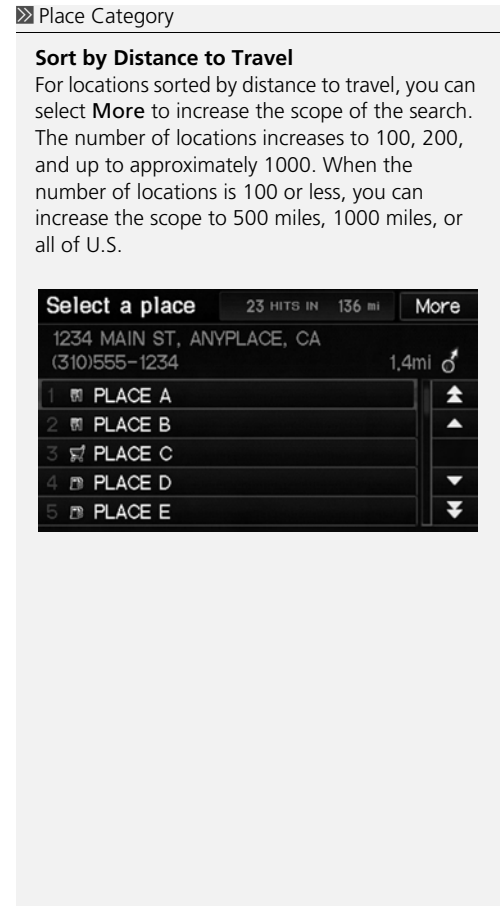 Place Category
Sort by Distance to Travel
For locations sorted by distance to travel, you can
select More to increase the scope of the search.
The number of locations increases to 100, 200,
and up to approximately 1000. When the
number of locations is 100 or less, you can
increase the scope to 500 miles, 1000 miles, or
all of U.S.
Select a place 23 HITS IN 136 mi More
1234 MAIN ST, ANYPLACE, CA
(310)555-1234 1.4mi
1 PLACE A
2 PLACE B
3 PLACE C
4 PLACE D
5 PLACE E